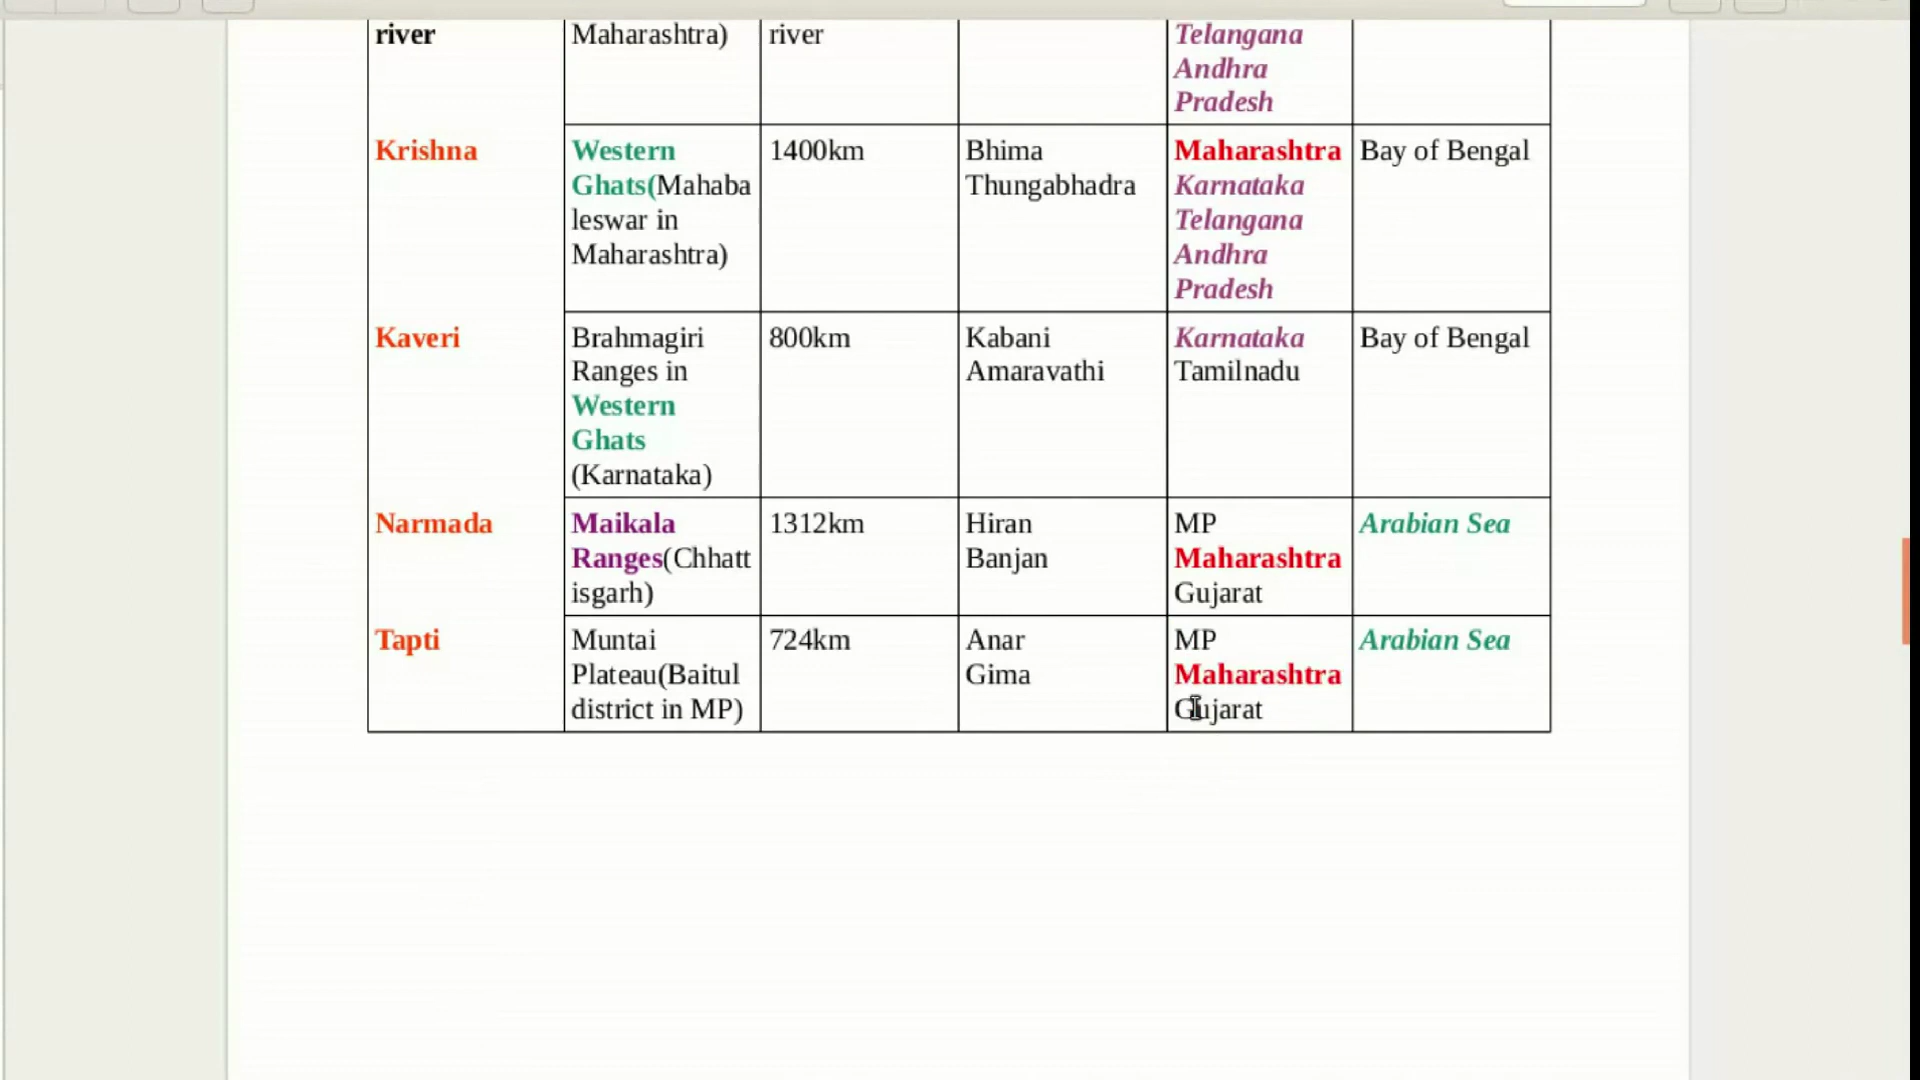 river
Maharashtra)
river
Telangana
Andhra
Pradesh
Krishna
Western
Ghats(Mahaba
leswar in
Maharashtra)
1400km
Bhima
Thungabhadra
Maharashtra
Karnataka
Telangana
Andhra
Pradesh
Bay of Bengal
Kaveri
Brahmagiri
Ranges in
Western
Ghats
(Karnataka)
800km
Kabani
Amaravathi
Karnataka
Tamilnadu
Bay of Bengal
Narmada
Maikala
Ranges(Chhatt
isgarh)
1312km
Hiran
Banjan
MP
Maharashtra
Gujarat
Arabian Sea
Tapti
Muntai
Plateau(Baitul
district in MP)
724km
Anar
Gima
MP
Maharashtra
Gujarat
Arabian Sea